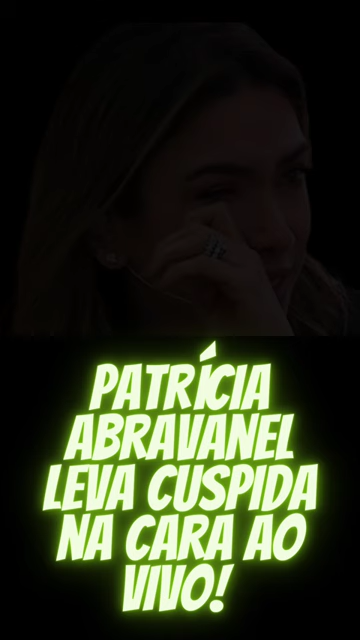 PATRÍCIA
ABRAVANEL
LEVA CUSPIDA
NA CARA AO
VIVO!